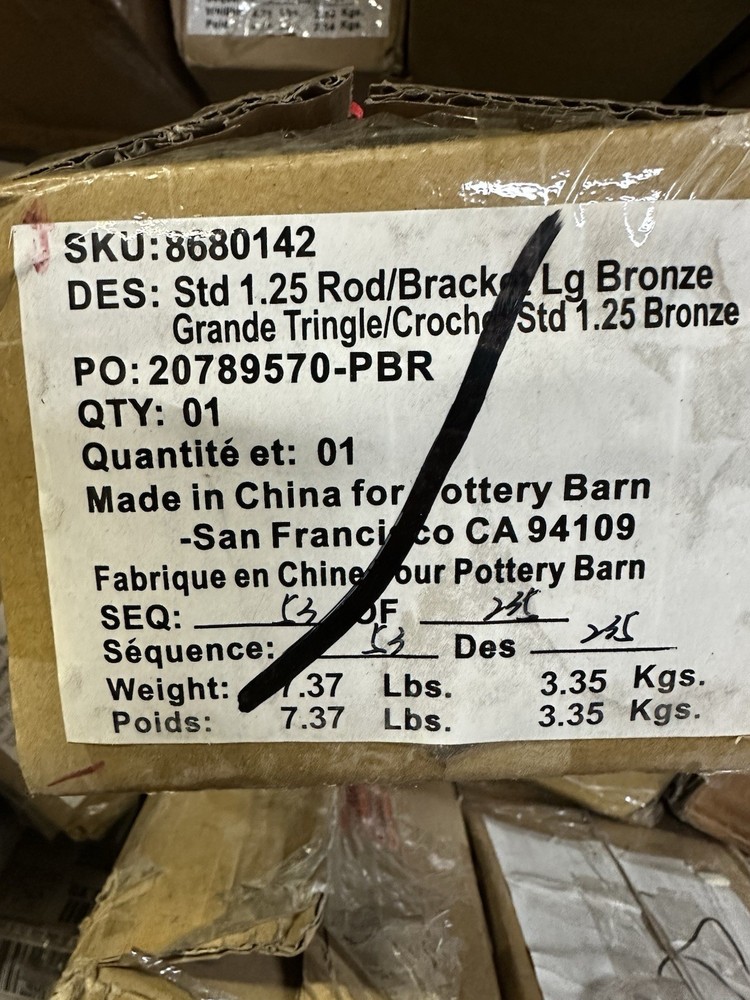 SKU: 8680142
DES: Std 1.25 Rod/Bracket Lg Bronze
Grande Tringle/Crochet Std 1.25 Bronze
PO: 20789570-PBR
QTY: 01
Quantité et: 01
Made in China for Pottery Barn
-San Francisco CA 94109
Fabrique en Chine pour Pottery Barn
SEQ: 53 OF 235
Séquence: 53 Des 235
Weight: 7.37 Lbs. 3.35 Kgs.
Poids: 7.37 Lbs. 3.35 Kgs.